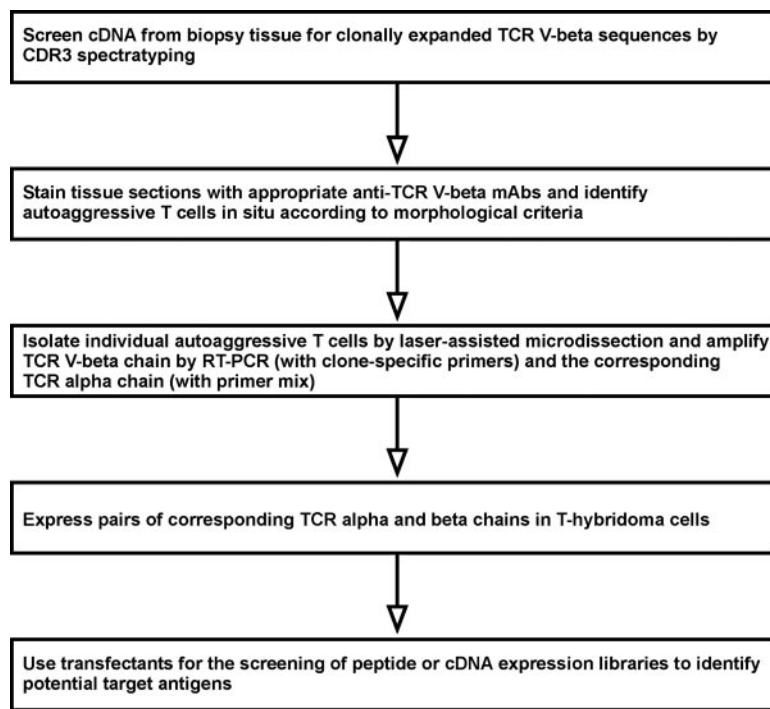 Screen cDNA from biopsy tissue for clonally expanded TCR V-beta sequences by
CDR3 spectratyping
Stain tissue sections with appropriate anti-TCR V-beta mAbs and identify
autoaggressive T cells in situ according to morphological criteria
Isolate individual autoaggressive T cells by laser-assisted microdissection and amplify
TCR V-beta chain by RT-PCR (with clone-specific primers) and the corresponding
TCR alpha chain (with primer mix)
Express pairs of corresponding TCR alpha and beta chains in T-hybridoma cells
Use transfectants for the screening of peptide or cDNA expression libraries to identify
potential target antigens